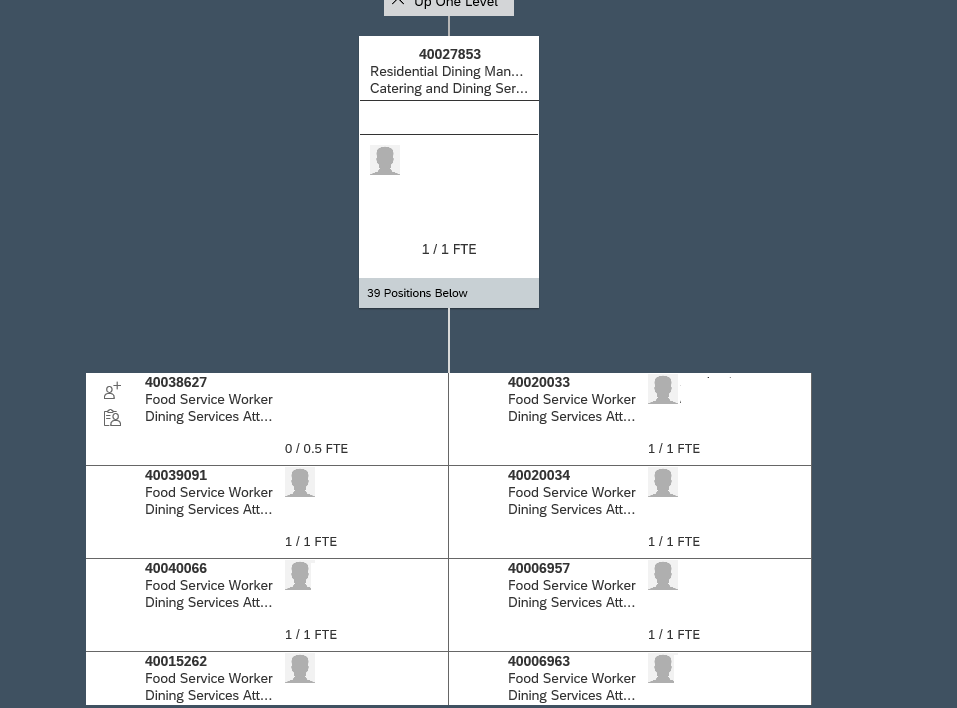 Up One Level
40027853
Residential Dining Man...
Catering and Dining Ser...
1 / 1 FTE
39 Positions Below
40038627
Food Service Worker
Dining Services Att...
0 / 0.5 FTE
40020033
Food Service Worker
Dining Services Att...
1 / 1 FTE
40039091
Food Service Worker
Dining Services Att...
1 / 1 FTE
40020034
Food Service Worker
Dining Services Att...
1 / 1 FTE
40040066
Food Service Worker
Dining Services Att...
1 / 1 FTE
40006957
Food Service Worker
Dining Services Att...
1 / 1 FTE
40015262
Food Service Worker
Dining Services Att...
40006963
Food Service Worker
Dining Services Att...